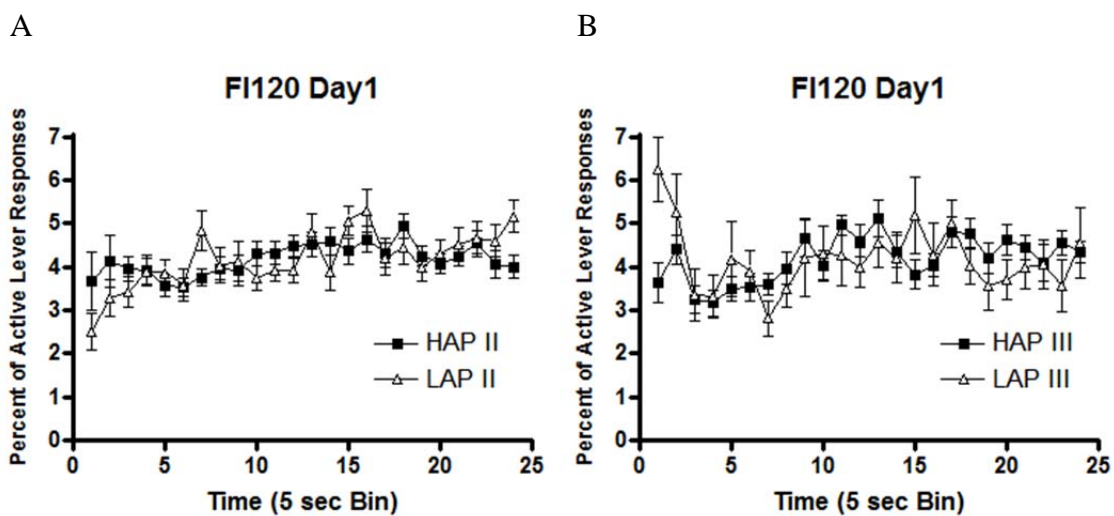 A
FI120 Day1
Percent of Active Lever Responses
7
6
5
4
3
2
1
0
HAP II
LAP II
0 5 10 15 20 25
Time (5 sec Bin)
B
FI120 Day1
Percent of Active Lever Responses
7
6
5
4
3
2
1
0
HAP III
LAP III
0 5 10 15 20 25
Time (5 sec Bin)